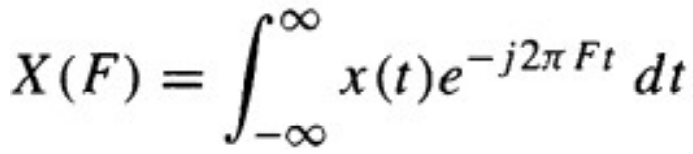 X(F) = ∫_{-∞}^{∞} x(t)e^{-j2πFt} dt